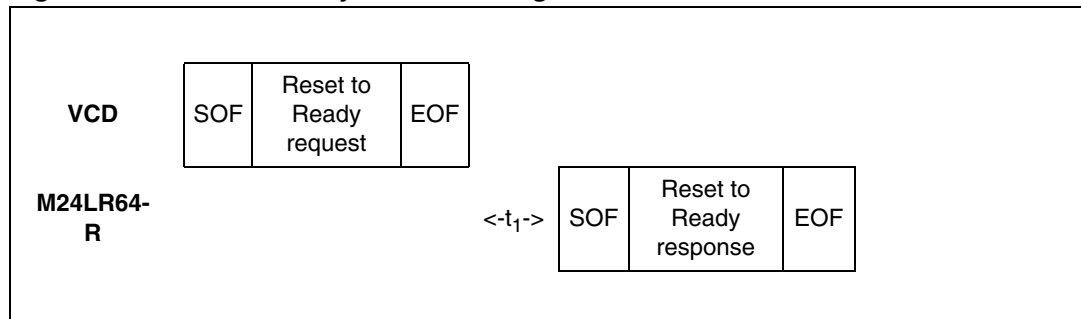 VCD
SOF
Reset to
Ready
request
EOF
M24LR64-
R
<-t1->
SOF
Reset to
Ready
response
EOF